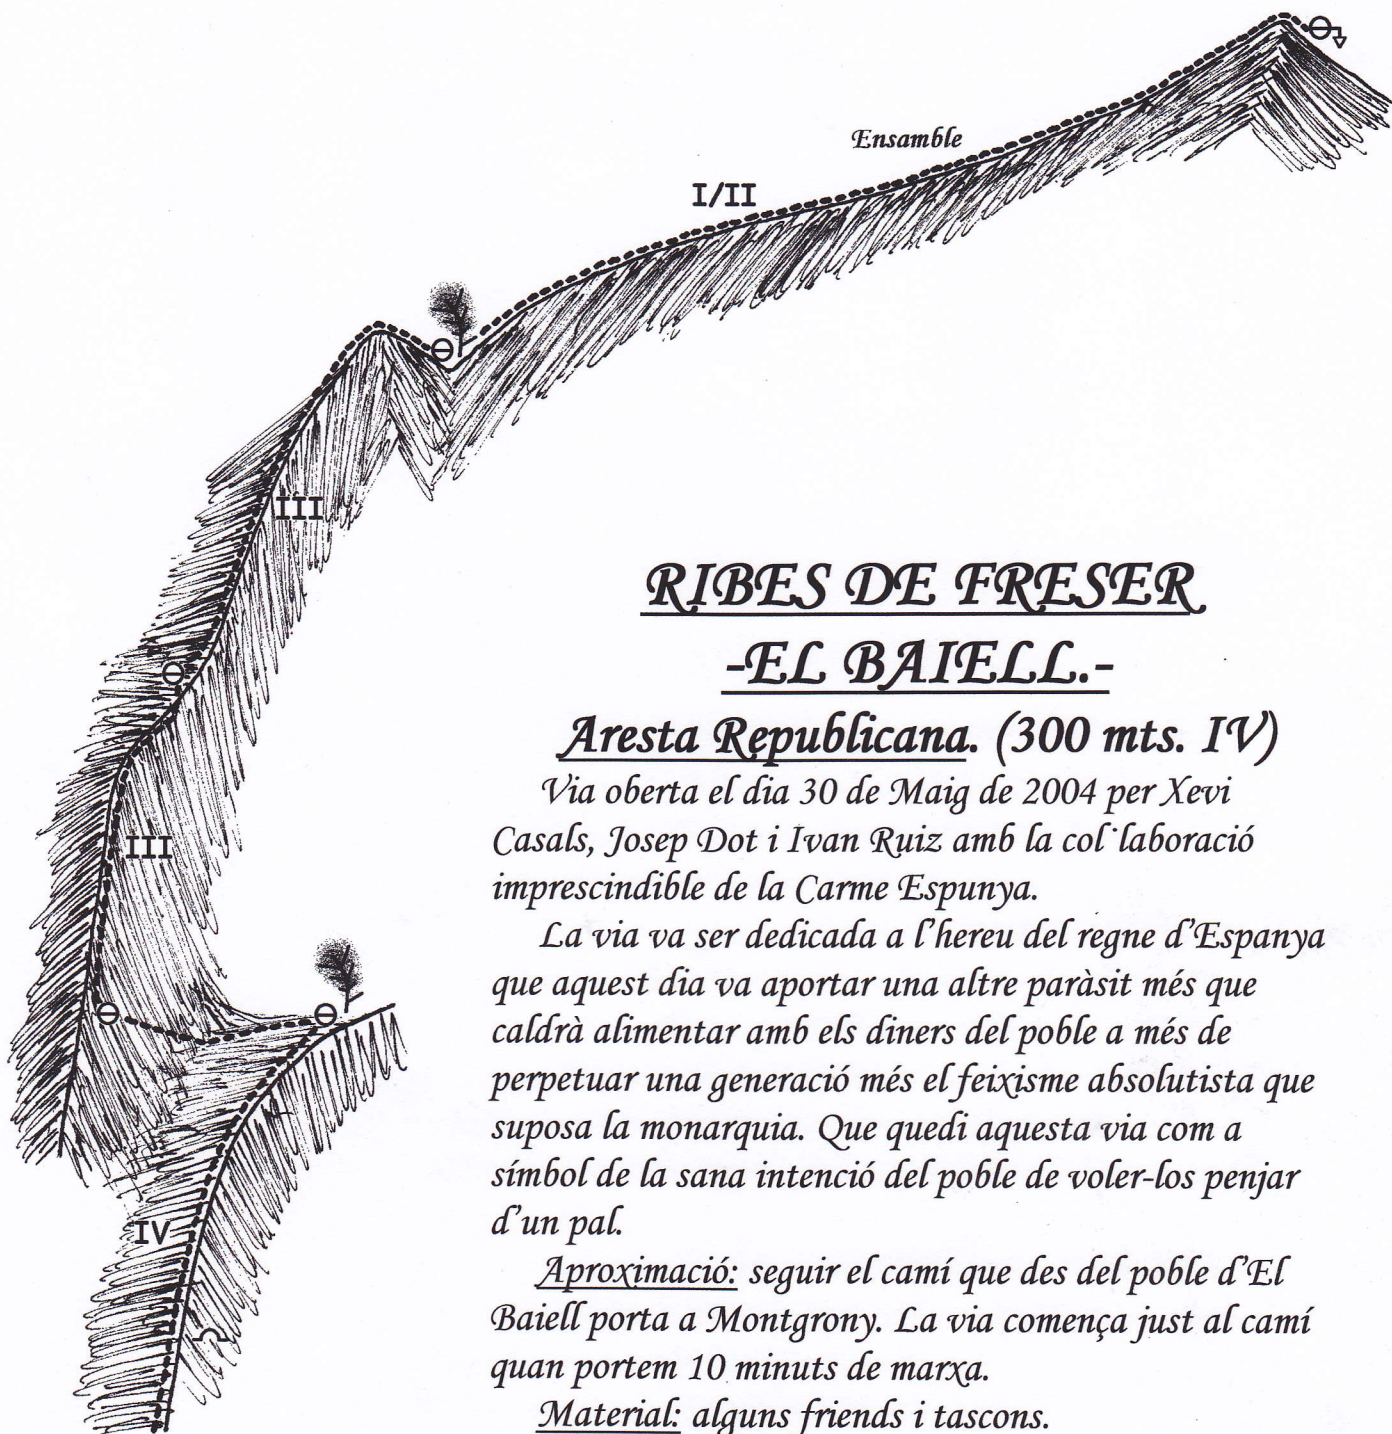 Ensamble
I/II
III
III
IV
RIBES DE FRESER
-EL BAIELL.-
Aresta Republicana. (300 mts. IV)
Via oberta el dia 30 de Maig de 2004 per Xevi
Casals, Josep Dot i Ivan Ruiz amb la col·laboració
imprescindible de la Carme Espunya.
La via va ser dedicada a l'hereu del regne d'Espanya
que aquest dia va aportar una altre paràsit més que
caldrà alimentar amb els diners del poble a més de
perpetuar una generació més el feixisme absolutista que
suposa la monarquia. Que quedi aquesta via com a
símbol de la sana intenció del poble de voler-los penjar
d'un pal.
Aproximació: seguir el camí que des del poble d'El
Baiell porta a Montgrony. La via comença just al camí
quan portem 10 minuts de marxa.
Material: alguns friends i tascons.